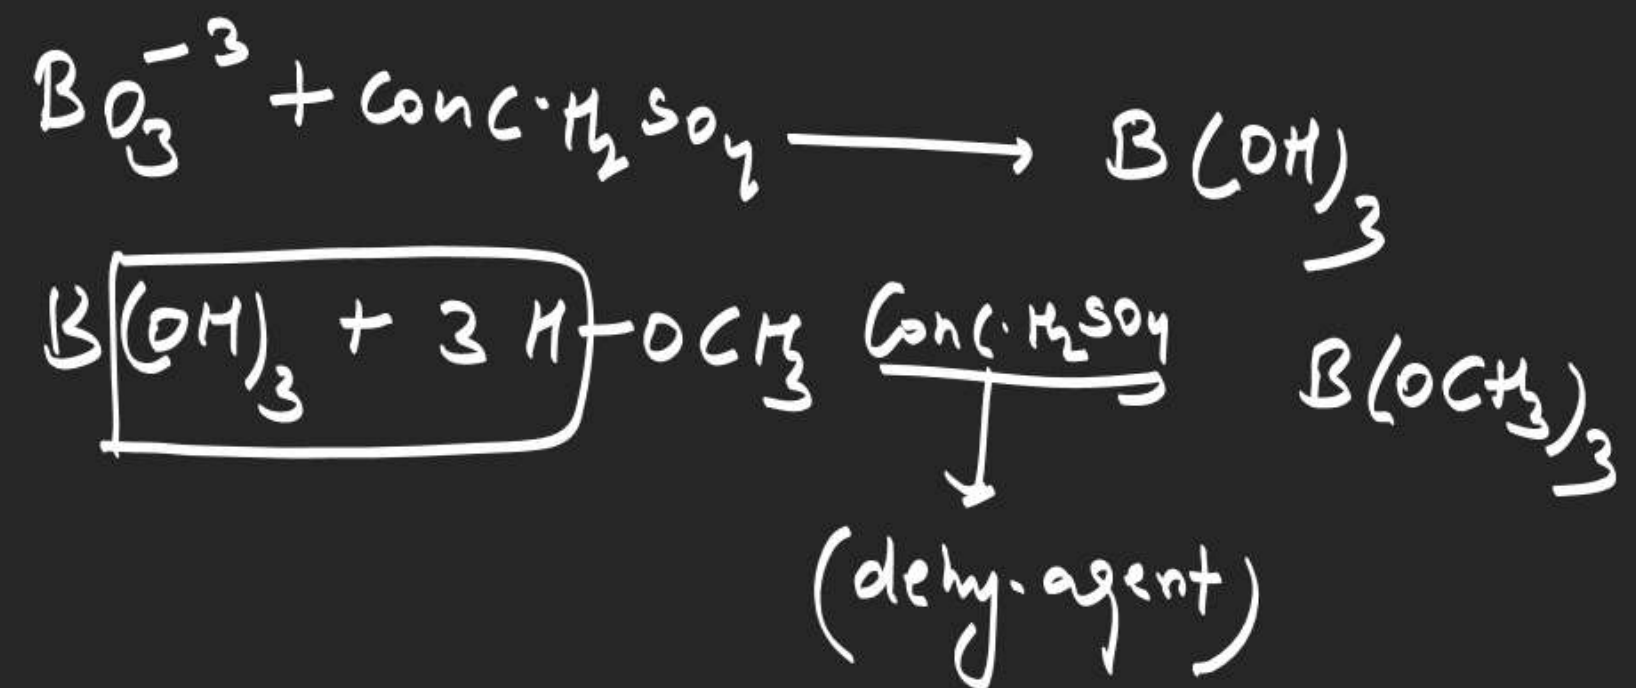 BO₃⁻³ + Conc. H₂SO₄ ⟶ B(OH)₃
B(OH)₃ + 3 H-OCH₃ Conc. H₂SO₄ B(OCH₃)₃
(dehy. agent)